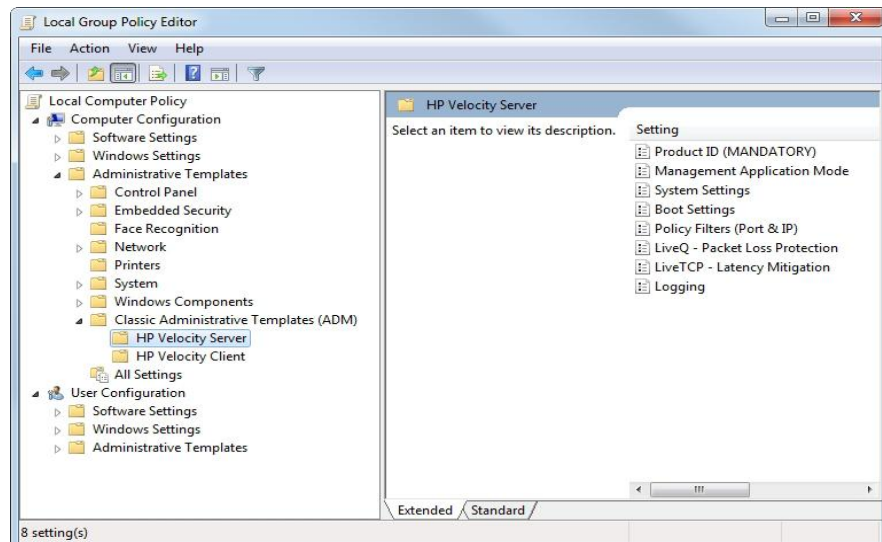 Local Group Policy Editor
File Action View Help
Local Computer Policy
Computer Configuration
Software Settings
Windows Settings
Administrative Templates
Control Panel
Embedded Security
Face Recognition
Network
Printers
System
Windows Components
Classic Administrative Templates (ADM)
HP Velocity Server
HP Velocity Client
All Settings
User Configuration
Software Settings
Windows Settings
Administrative Templates
HP Velocity Server
Select an item to view its description.
Setting
Product ID (MANDATORY)
Management Application Mode
System Settings
Boot Settings
Policy Filters (Port & IP)
LiveQ - Packet Loss Protection
LiveTCP - Latency Mitigation
Logging
Extended Standard
8 setting(s)